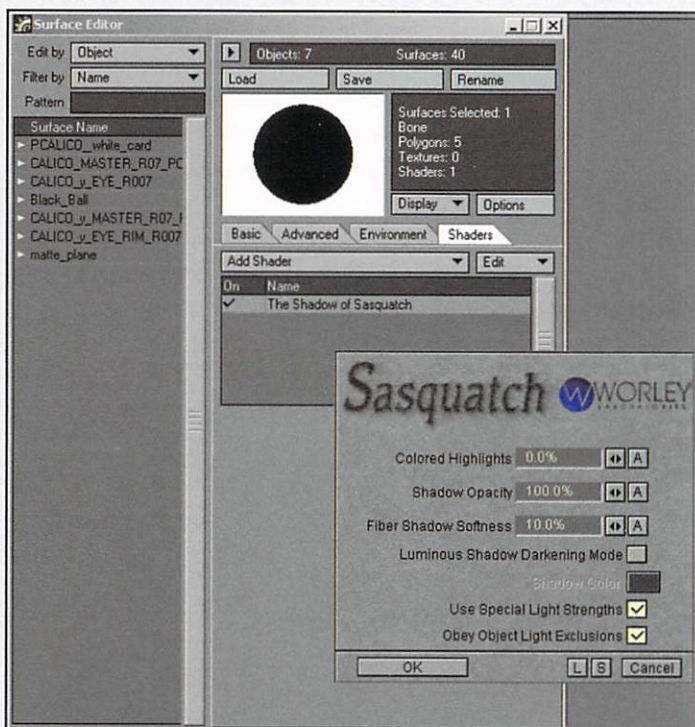 Surface Editor
Edit by Object
Filter by Name
Pattern
Surface Name
PCALICO_white_card
CALICO_MASTER_R07_PC
CALICO_y_EYE_R007
Black_Ball
CALICO_y_MASTER_R07_
CALICO_y_EYE_RIM_R007
matte_plane
Objects: 7 Surfaces: 40
Load Save Rename
Surfaces Selected: 1
Bone
Polygons: 5
Textures: 0
Shaders: 1
Display Options
Basic Advanced Environment Shaders
Add Shader Edit
On Name
The Shadow of Sasquatch
Sasquatch WORLEY
LABORATORIES
Colored Highlights 0.0% A
Shadow Opacity 100.0% A
Fiber Shadow Softness 10.0% A
Luminous Shadow Darkening Mode
Shadow Color
Use Special Light Strengths
Obey Object Light Exclusions
OK L S Cancel